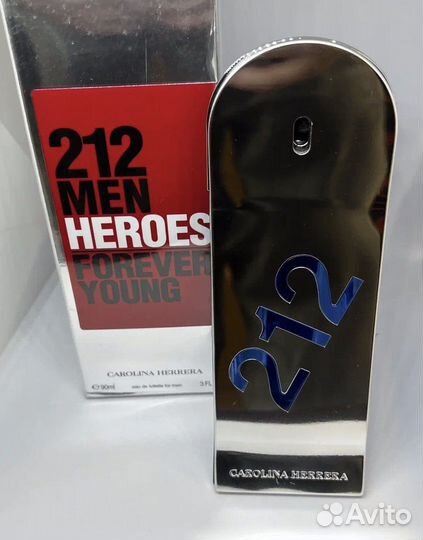 212
MEN
HEROES
FOREVER
YOUNG
CAROLINA HERRERA
℮90ml eau de toilette for men 3 FL
212
CAROLINA HERRERA
Avito